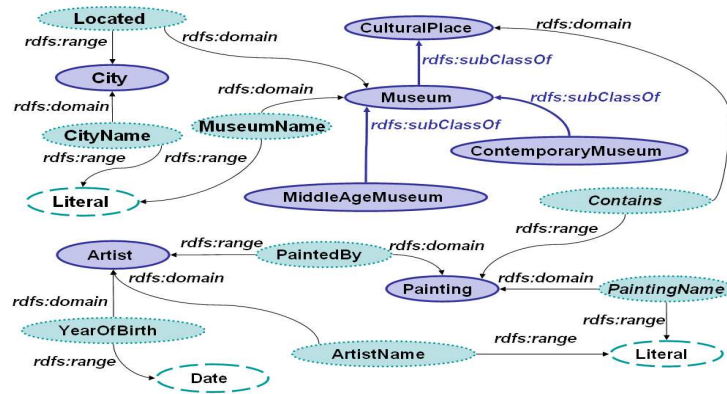 Located
CulturalPlace
rdfs:domain
rdfs:range
rdfs:domain
rdfs:subClassOf
City
rdfs:domain
rdfs:domain
Museum
rdfs:subClassOf
CityName
MuseumName
rdfs:subClassOf
rdfs:range
rdfs:range
ContemporaryMuseum
Literal
MiddleAgeMuseum
Contains
rdfs:range
rdfs:range
rdfs:domain
Artist
PaintedBy
rdfs:domain
rdfs:domain
Painting
PaintingName
rdfs:domain
rdfs:range
YearOfBirth
rdfs:range
rdfs:range
ArtistName
Literal
Date